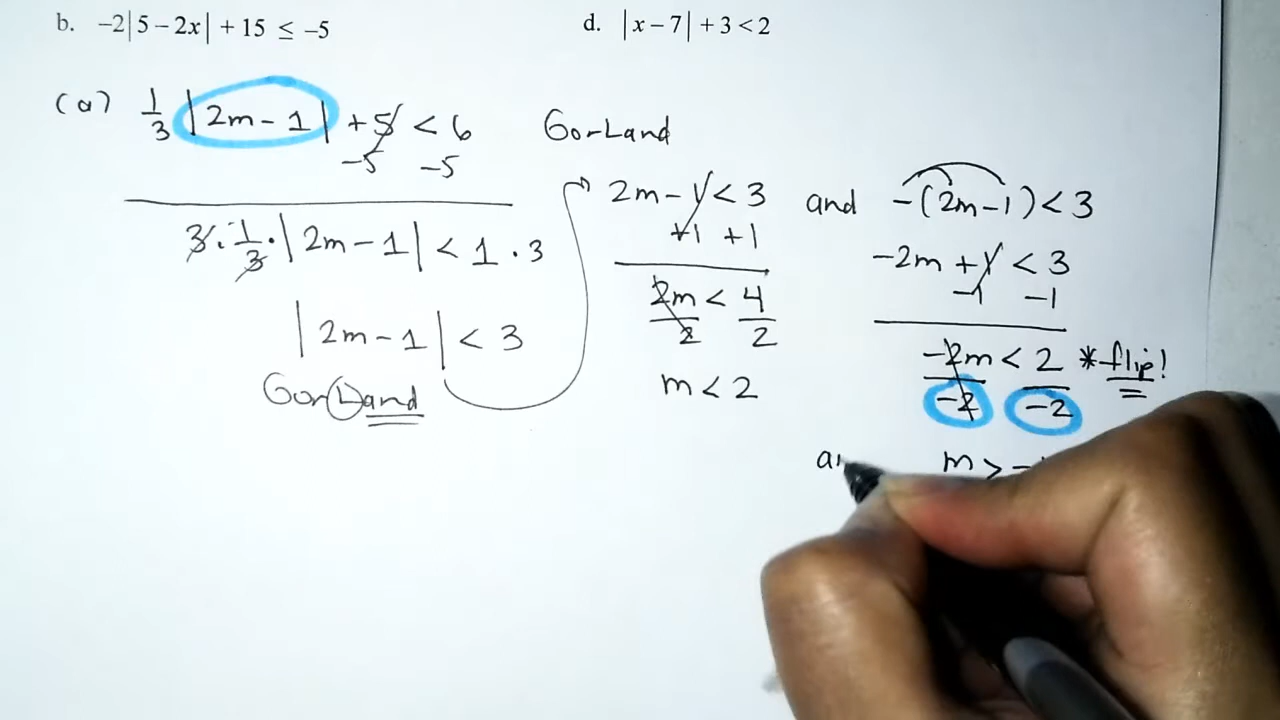 b. −2|5 − 2x| + 15 ≤ −5
d. |x − 7| + 3 < 2
(a) 1/3 |2m − 1| + 5 < 6
−5 −5
3 · 1/3 · |2m − 1| < 1 · 3
|2m − 1| < 3
GorLand
GorLand
2m − 1 < 3
+1 +1
2m < 4
2 2
m < 2
and −(2m − 1) < 3
−2m + 1 < 3
−1 −1
−2m < 2 *flip!
−2 −2
m > −